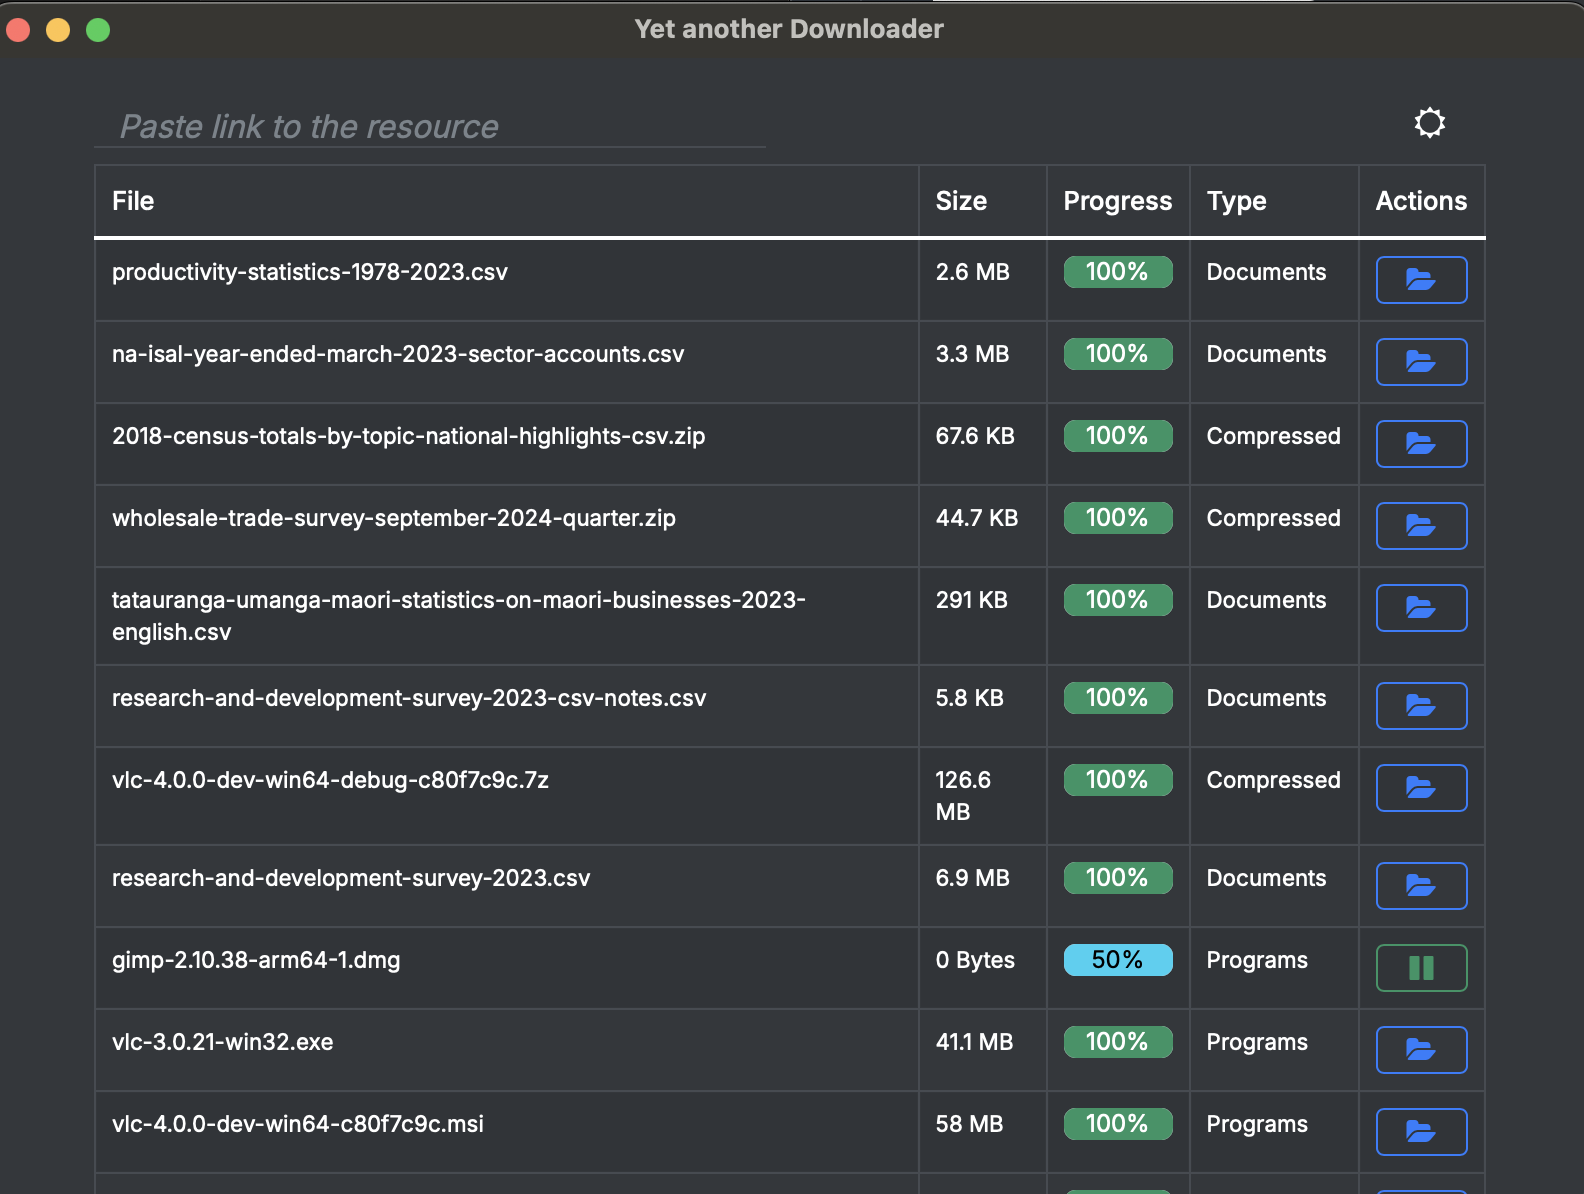 Yet another Downloader
Paste link to the resource
File Size Progress Type Actions
productivity-statistics-1978-2023.csv 2.6 MB 100% Documents
na-isal-year-ended-march-2023-sector-accounts.csv 3.3 MB 100% Documents
2018-census-totals-by-topic-national-highlights-csv.zip 67.6 KB 100% Compressed
wholesale-trade-survey-september-2024-quarter.zip 44.7 KB 100% Compressed
tatauranga-umanga-maori-statistics-on-maori-businesses-2023- 291 KB 100% Documents
english.csv
research-and-development-survey-2023-csv-notes.csv 5.8 KB 100% Documents
vlc-4.0.0-dev-win64-debug-c80f7c9c.7z 126.6 100% Compressed
MB
research-and-development-survey-2023.csv 6.9 MB 100% Documents
gimp-2.10.38-arm64-1.dmg 0 Bytes 50% Programs
vlc-3.0.21-win32.exe 41.1 MB 100% Programs
vlc-4.0.0-dev-win64-c80f7c9c.msi 58 MB 100% Programs